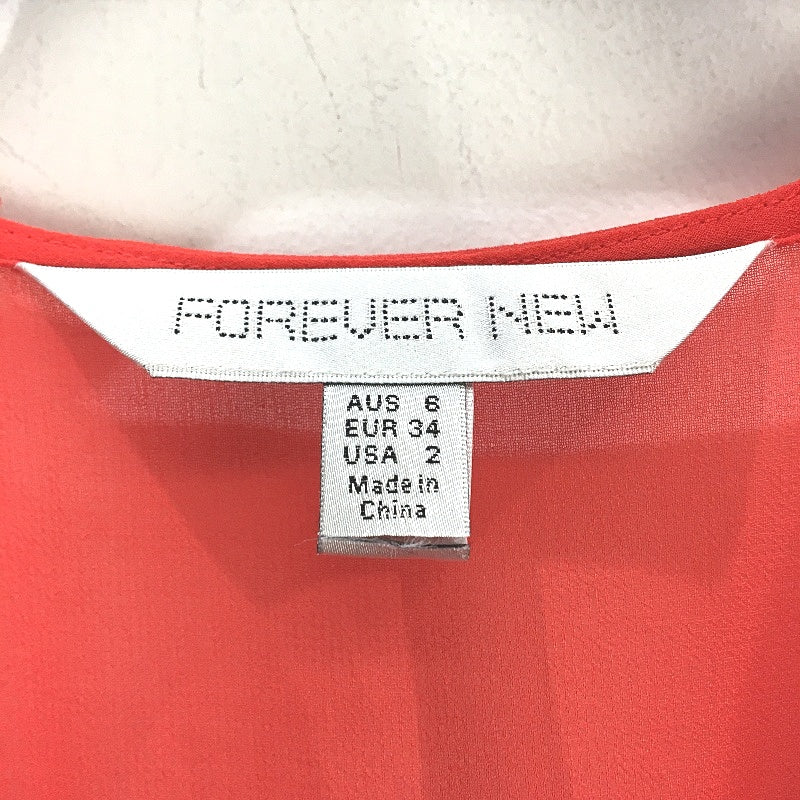 FOREVER NEW
AUS 6
EUR 34
USA 2
Made in
China